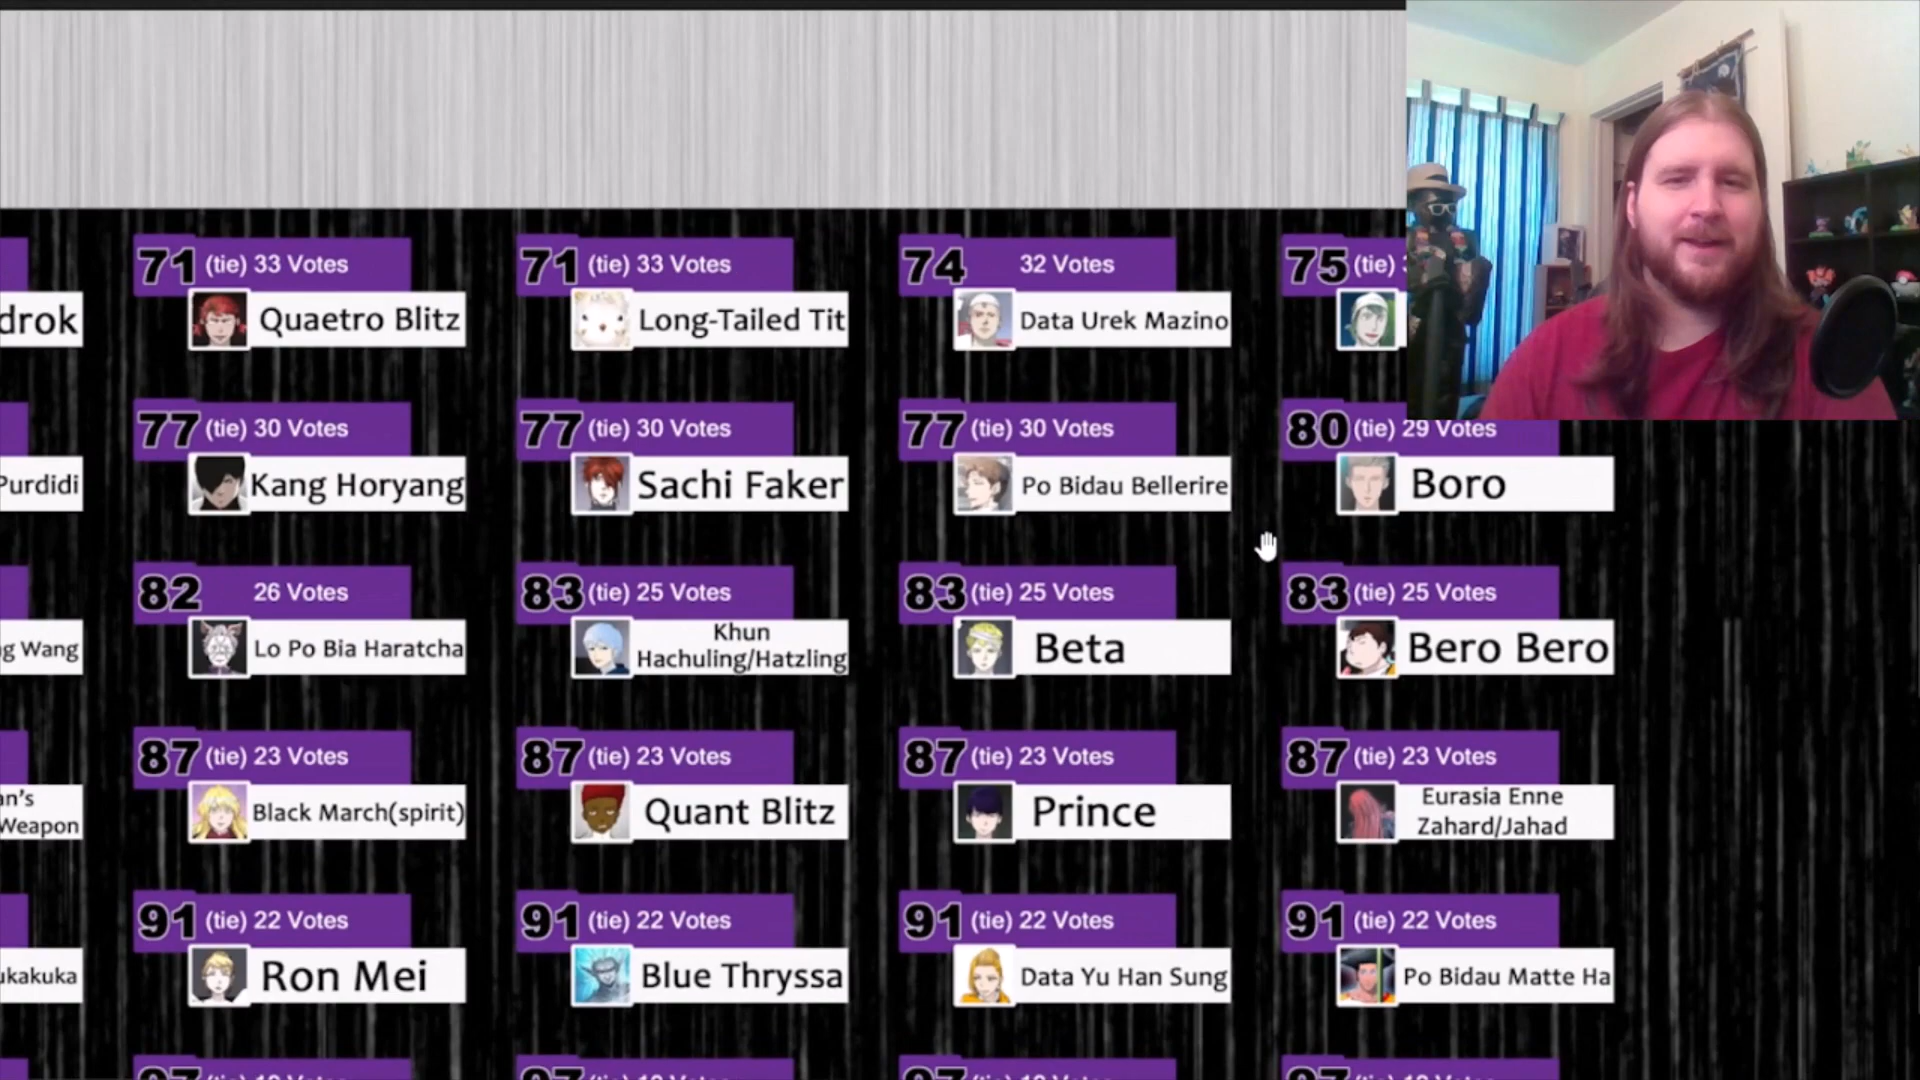 71 (tie) 33 Votes
71 (tie) 33 Votes
74 32 Votes
75 (tie)
drok
Quaetro Blitz
Long-Tailed Tit
Data Urek Mazino
77 (tie) 30 Votes
77 (tie) 30 Votes
77 (tie) 30 Votes
80 (tie) 29 Votes
Purdidi
Kang Horyang
Sachi Faker
Po Bidau Bellerire
Boro
82 26 Votes
83 (tie) 25 Votes
83 (tie) 25 Votes
83 (tie) 25 Votes
g Wang
Lo Po Bia Haratcha
Khun
Hachuling/Hatzling
Beta
Bero Bero
87 (tie) 23 Votes
87 (tie) 23 Votes
87 (tie) 23 Votes
87 (tie) 23 Votes
an's
Weapon
Black March(spirit)
Quant Blitz
Prince
Eurasia Enne
Zahard/Jahad
91 (tie) 22 Votes
91 (tie) 22 Votes
91 (tie) 22 Votes
91 (tie) 22 Votes
ukakuka
Ron Mei
Blue Thryssa
Data Yu Han Sung
Po Bidau Matte Ha